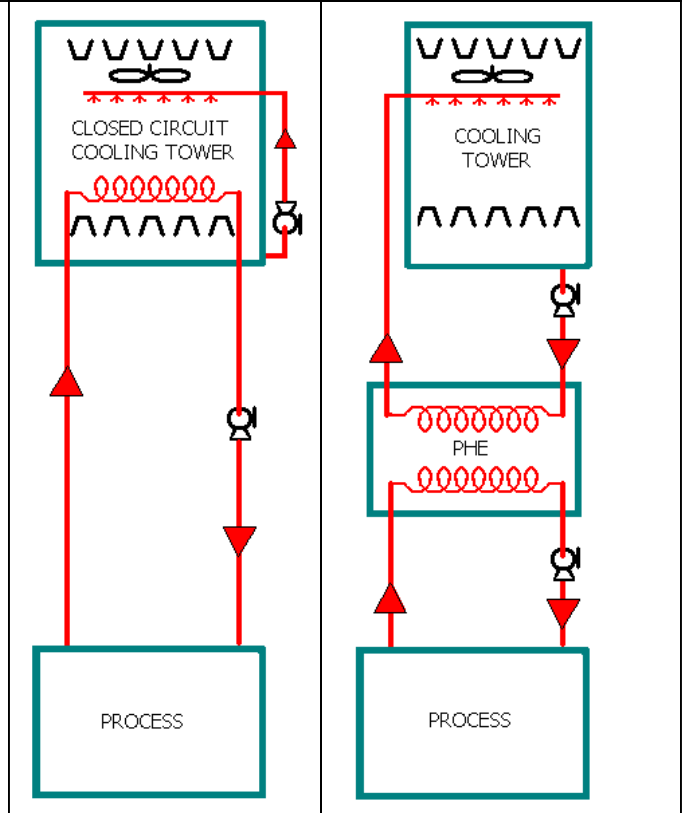 CLOSED CIRCUIT
COOLING TOWER
PROCESS
COOLING
TOWER
PHE
PROCESS